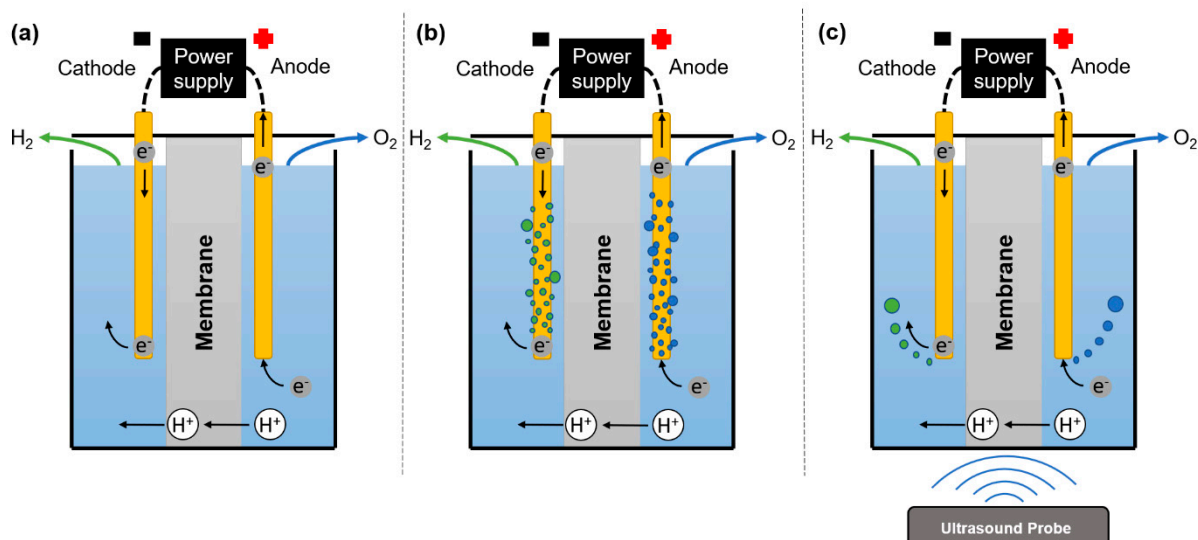 (a)
Power
supply
Cathode
Anode
H₂
O₂
e⁻
e⁻
Membrane
e⁻
e⁻
H⁺
H⁺
(b)
Power
supply
Cathode
Anode
H₂
O₂
e⁻
e⁻
Membrane
e⁻
e⁻
H⁺
H⁺
(c)
Power
supply
Cathode
Anode
H₂
O₂
e⁻
e⁻
Membrane
e⁻
e⁻
H⁺
H⁺
Ultrasound Probe